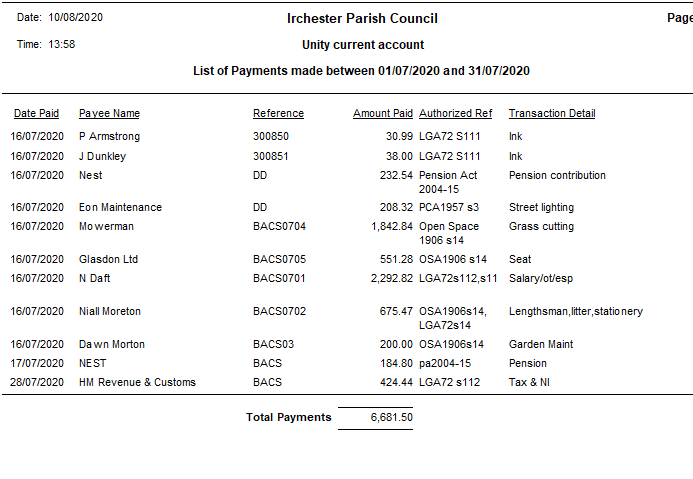 Date: 10/08/2020 Irchester Parish Council Page
Time: 13:58 Unity current account
List of Payments made between 01/07/2020 and 31/07/2020
Date Paid Payee Name Reference Amount Paid Authorized Ref Transaction Detail
16/07/2020 P Armstrong 300850 30.99 LGA72 S111 Ink
16/07/2020 J Dunkley 300851 38.00 LGA72 S111 Ink
16/07/2020 Nest DD 232.54 Pension Act Pension contribution
2004-15
16/07/2020 Eon Maintenance DD 208.32 PCA1957 s3 Street lighting
16/07/2020 Mowerman BACS0704 1,842.84 Open Space Grass cutting
1906 s14
16/07/2020 Glasdon Ltd BACS0705 551.28 OSA1906 s14 Seat
16/07/2020 N Daft BACS0701 2,292.82 LGA72s112,s11 Salary/ot/esp
16/07/2020 Niall Moreton BACS0702 675.47 OSA1906s14, Lengthsman,litter,stationery
LGA72s14
16/07/2020 Dawn Morton BACS03 200.00 OSA1906s14 Garden Maint
17/07/2020 NEST BACS 184.80 pa2004-15 Pension
28/07/2020 HM Revenue & Customs BACS 424.44 LGA72 s112 Tax & NI
Total Payments 6,681.50